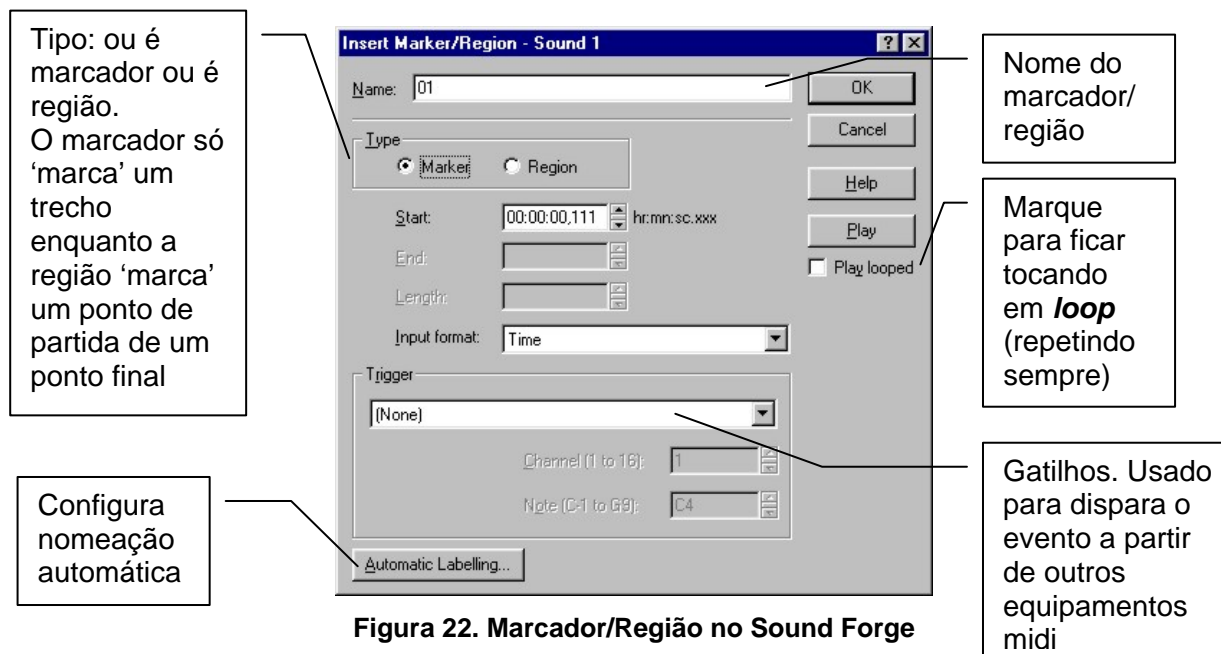 Tipo: ou é
marcador ou é
região.
O marcador só
‘marca’ um
trecho
enquanto a
região ‘marca’
um ponto de
partida de um
ponto final
Configura
nomeação
automática
Insert Marker/Region - Sound 1
Name: 01
OK
Cancel
Type
Marker Region
Help
Start: 00:00:00,111 hr:mn:sc.xxx
Play
End:
Play looped
Length:
Input format: Time
Trigger
(None)
Channel (1 to 16): 1
Note (C-1 to G9): C4
Automatic Labelling...
Nome do
marcador/
região
Marque
para ficar
tocando
em loop
(repetindo
sempre)
Gatilhos. Usado
para dispara o
evento a partir
de outros
equipamentos
midi
Figura 22. Marcador/Região no Sound Forge